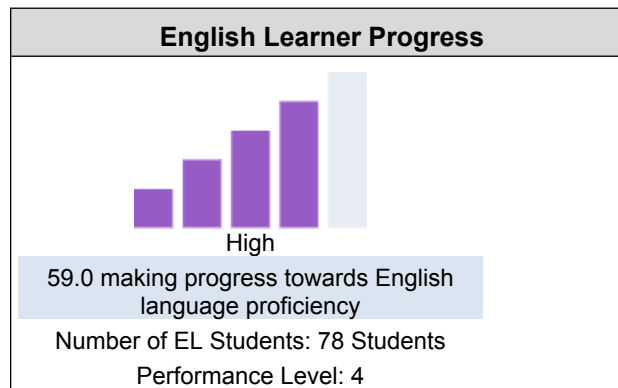 English Learner Progress
High
59.0 making progress towards English
language proficiency
Number of EL Students: 78 Students
Performance Level: 4